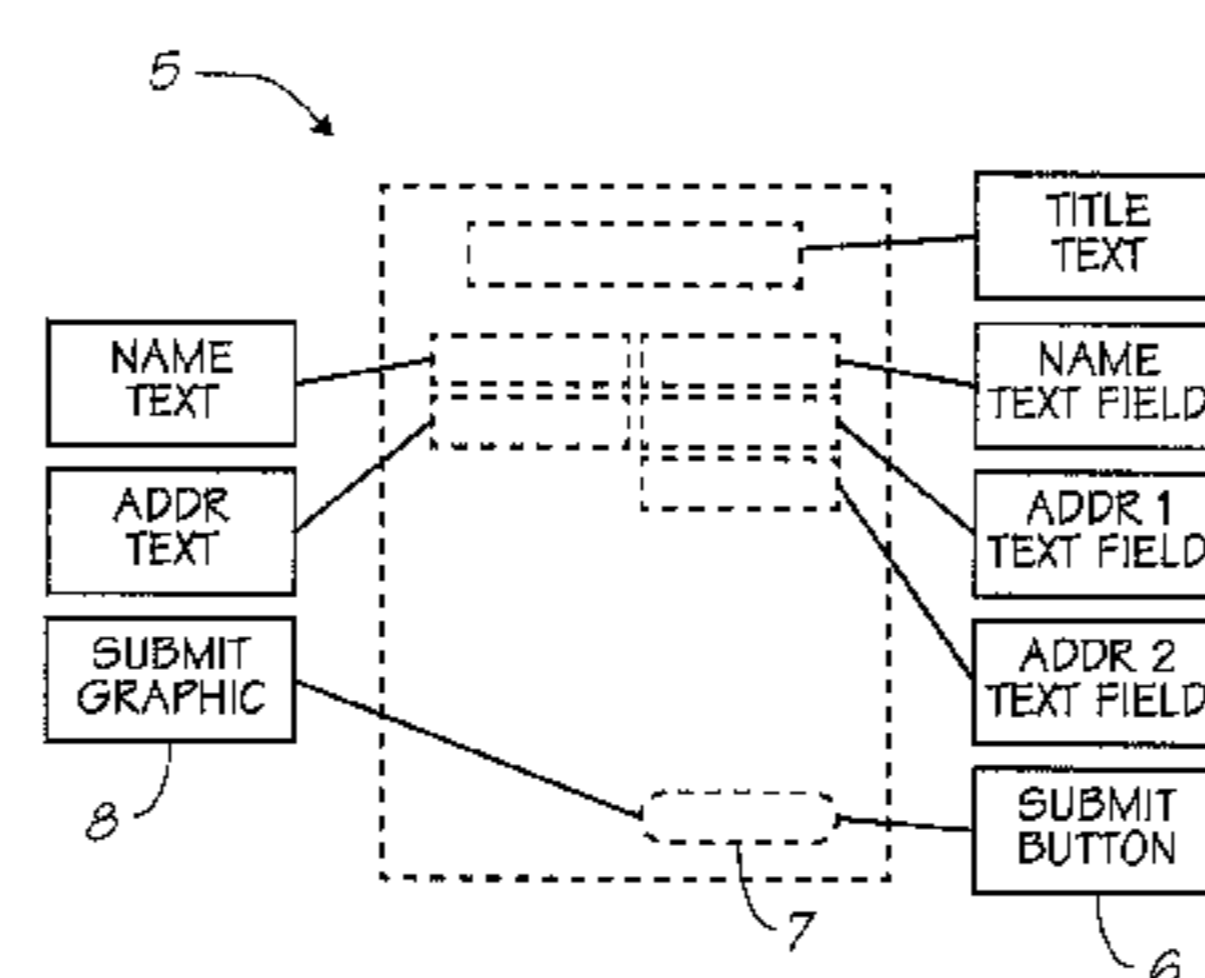 5
TITLE
TEXT
NAME
TEXT
NAME
TEXT FIELD
ADDR
TEXT
ADDR 1
TEXT FIELD
SUBMIT
GRAPHIC
ADDR 2
TEXT FIELD
SUBMIT
BUTTON
8
7
6